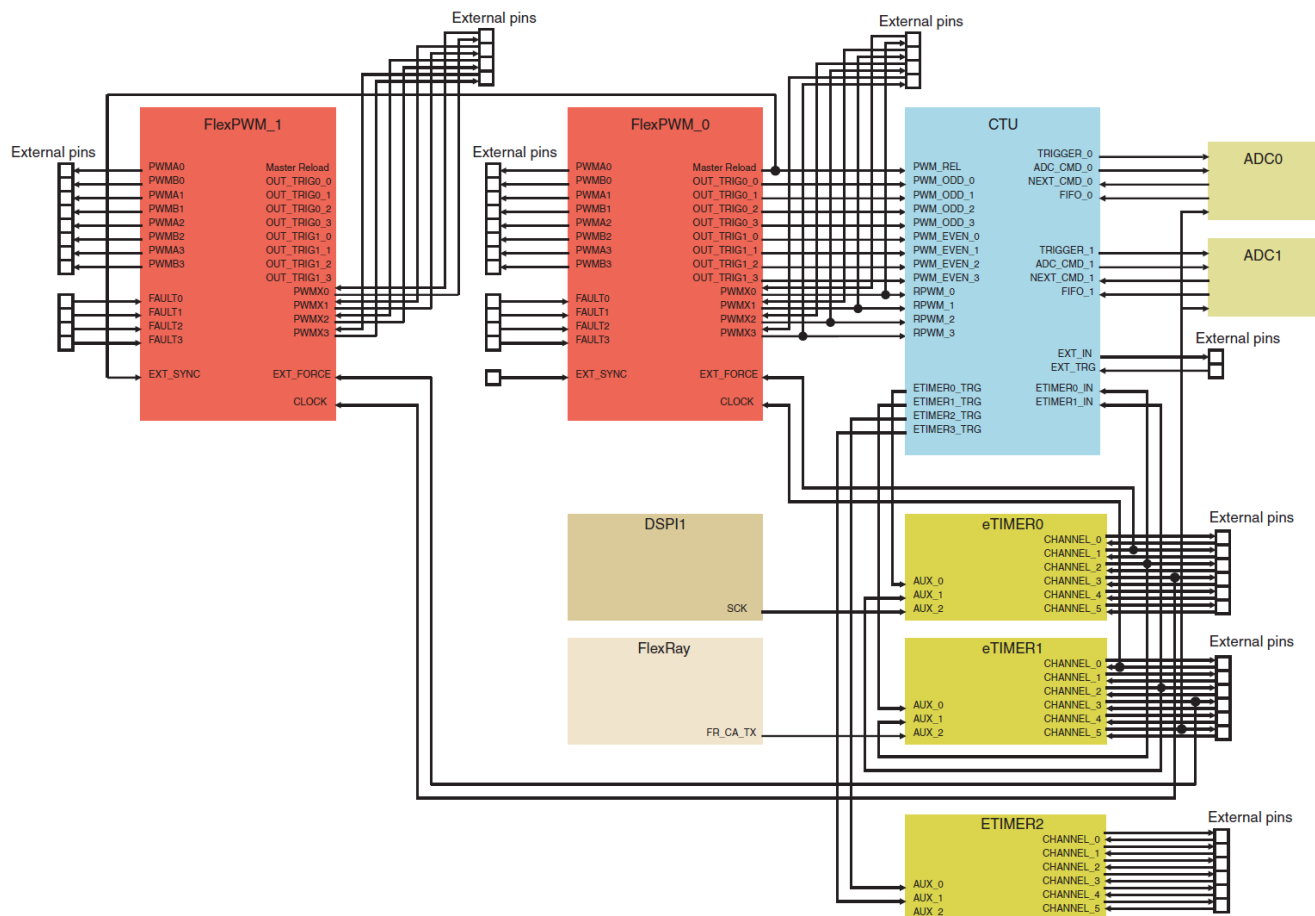 External pins
External pins
FlexPWM_1
External pins
PWMA0
PWMB0
PWMA1
PWMB1
PWMA2
PWMB2
PWMA3
PWMB3
FAULT0
FAULT1
FAULT2
FAULT3
EXT_SYNC
Master Reload
OUT_TRIG0_0
OUT_TRIG0_1
OUT_TRIG0_2
OUT_TRIG0_3
OUT_TRIG1_0
OUT_TRIG1_1
OUT_TRIG1_2
OUT_TRIG1_3
PWMX0
PWMX1
PWMX2
PWMX3
EXT_FORCE
CLOCK
FlexPWM_0
External pins
PWMA0
PWMB0
PWMA1
PWMB1
PWMA2
PWMB2
PWMA3
PWMB3
FAULT0
FAULT1
FAULT2
FAULT3
EXT_SYNC
Master Reload
OUT_TRIG0_0
OUT_TRIG0_1
OUT_TRIG0_2
OUT_TRIG0_3
OUT_TRIG1_0
OUT_TRIG1_1
OUT_TRIG1_2
OUT_TRIG1_3
PWMX0
PWMX1
PWMX2
PWMX3
EXT_FORCE
CLOCK
CTU
PWM_REL
PWM_ODD_0
PWM_ODD_1
PWM_ODD_2
PWM_ODD_3
PWM_EVEN_0
PWM_EVEN_1
PWM_EVEN_2
PWM_EVEN_3
RPWM_0
RPWM_1
RPWM_2
RPWM_3
ETIMER0_TRG
ETIMER1_TRG
ETIMER2_TRG
ETIMER3_TRG
TRIGGER_0
ADC_CMD_0
NEXT_CMD_0
FIFO_0
TRIGGER_1
ADC_CMD_1
NEXT_CMD_1
FIFO_1
EXT_IN
EXT_TRG
ETIMER0_IN
ETIMER1_IN
ADC0
ADC1
External pins
DSPI1
SCK
eTIMER0
AUX_0
AUX_1
AUX_2
CHANNEL_0
CHANNEL_1
CHANNEL_2
CHANNEL_3
CHANNEL_4
CHANNEL_5
External pins
FlexRay
FR_CA_TX
eTIMER1
AUX_0
AUX_1
AUX_2
CHANNEL_0
CHANNEL_1
CHANNEL_2
CHANNEL_3
CHANNEL_4
CHANNEL_5
External pins
ETIMER2
AUX_0
AUX_1
AUX_2
CHANNEL_0
CHANNEL_1
CHANNEL_2
CHANNEL_3
CHANNEL_4
CHANNEL_5
External pins